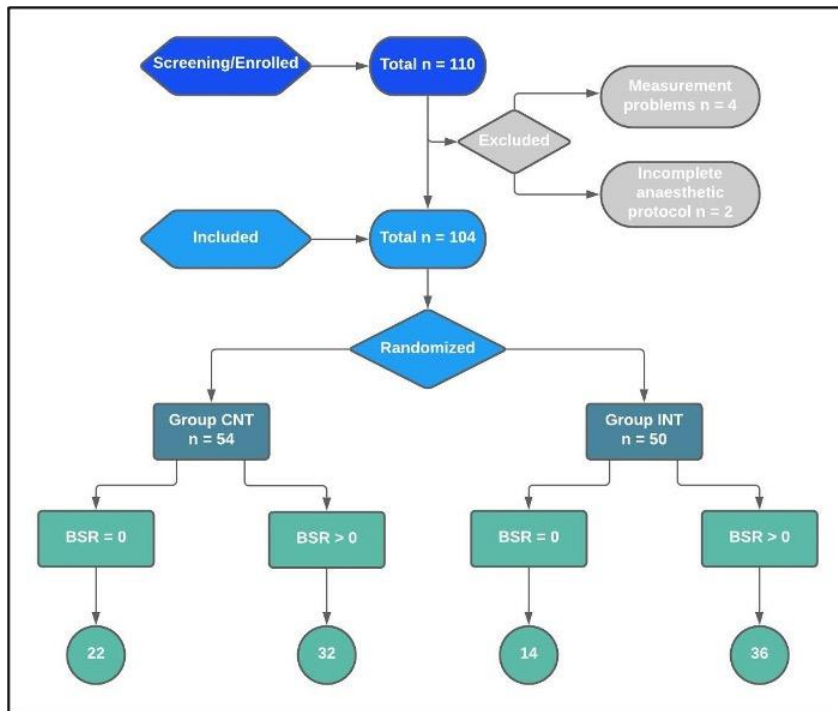 Screening/Enrolled
Total n = 110
Measurement
problems n = 4
Excluded
Incomplete
anaesthetic
protocol n = 2
Included
Total n = 104
Randomized
Group CNT
n = 54
Group INT
n = 50
BSR = 0
BSR > 0
BSR = 0
BSR > 0
22
32
14
36